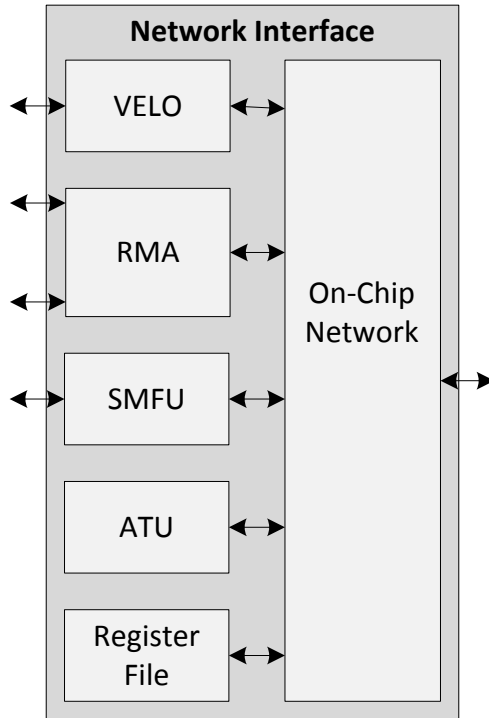 Network Interface
VELO
RMA
On-Chip
Network
SMFU
ATU
Register
File